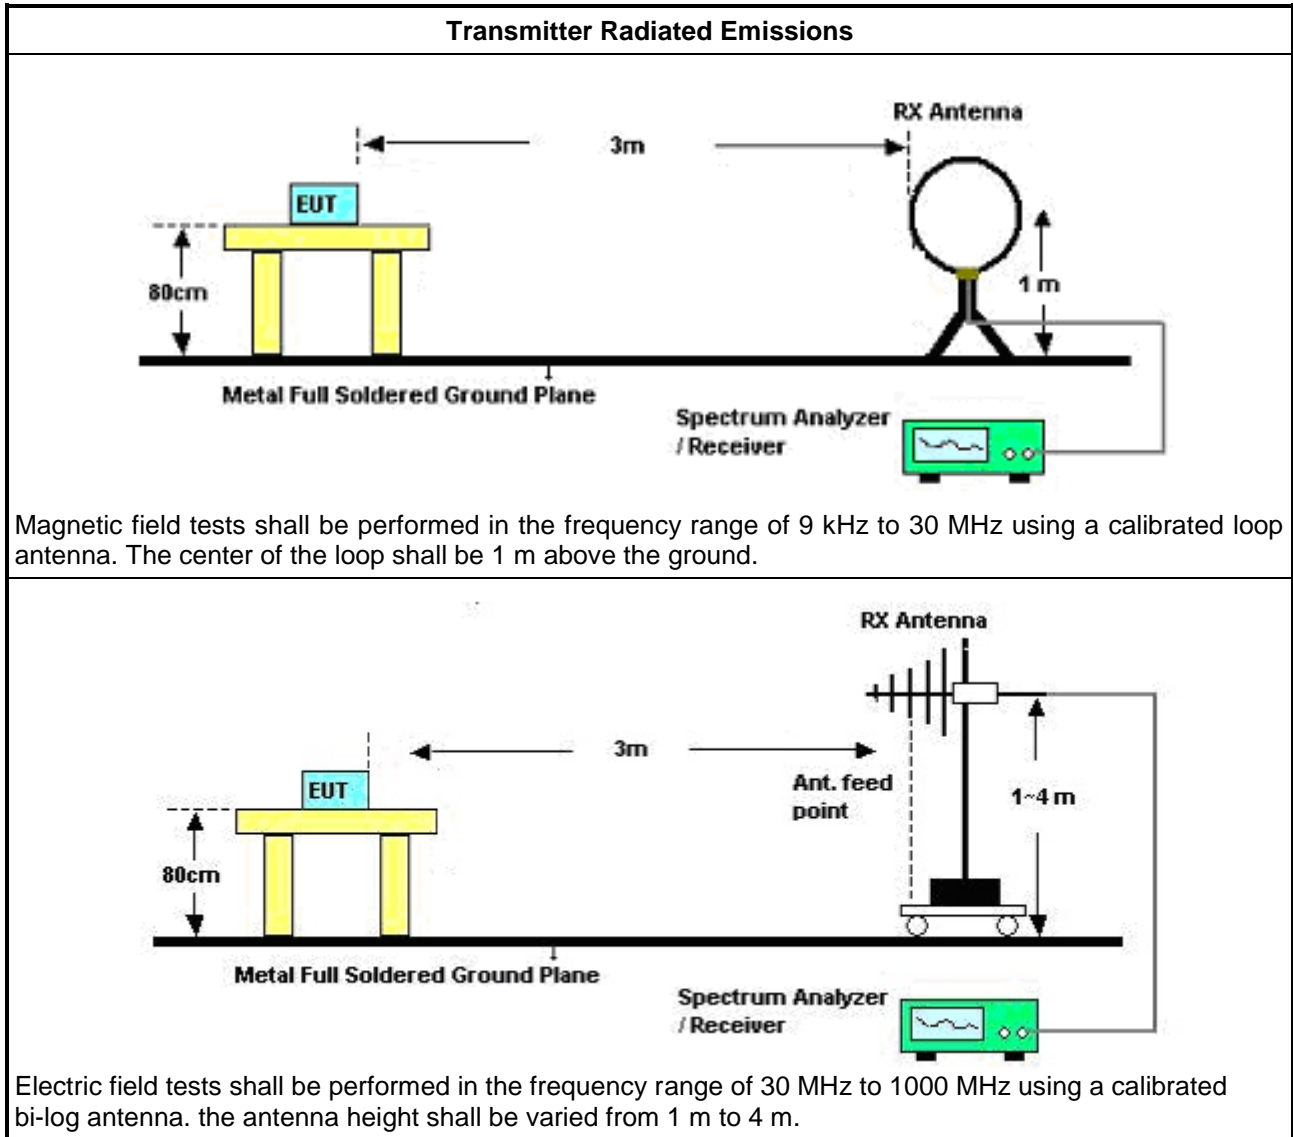 Transmitter Radiated Emissions
RX Antenna
3m
EUT
80cm
1 m
Metal Full Soldered Ground Plane
Spectrum Analyzer
/ Receiver
Magnetic field tests shall be performed in the frequency range of 9 kHz to 30 MHz using a calibrated loop
antenna. The center of the loop shall be 1 m above the ground.
RX Antenna
3m
EUT
Ant. feed
point
1~4 m
80cm
Metal Full Soldered Ground Plane
Spectrum Analyzer
/ Receiver
Electric field tests shall be performed in the frequency range of 30 MHz to 1000 MHz using a calibrated
bi-log antenna. the antenna height shall be varied from 1 m to 4 m.